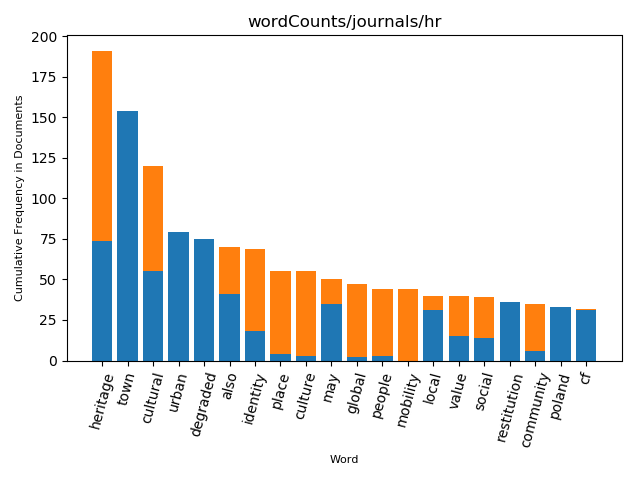 wordCounts/journals/hr
Cumulative Frequency in Documents
200
175
150
125
100
75
50
25
0
heritage
town
cultural
urban
degraded
also
identity
place
culture
may
global
people
mobility
local
value
social
restitution
community
poland
cf
Word